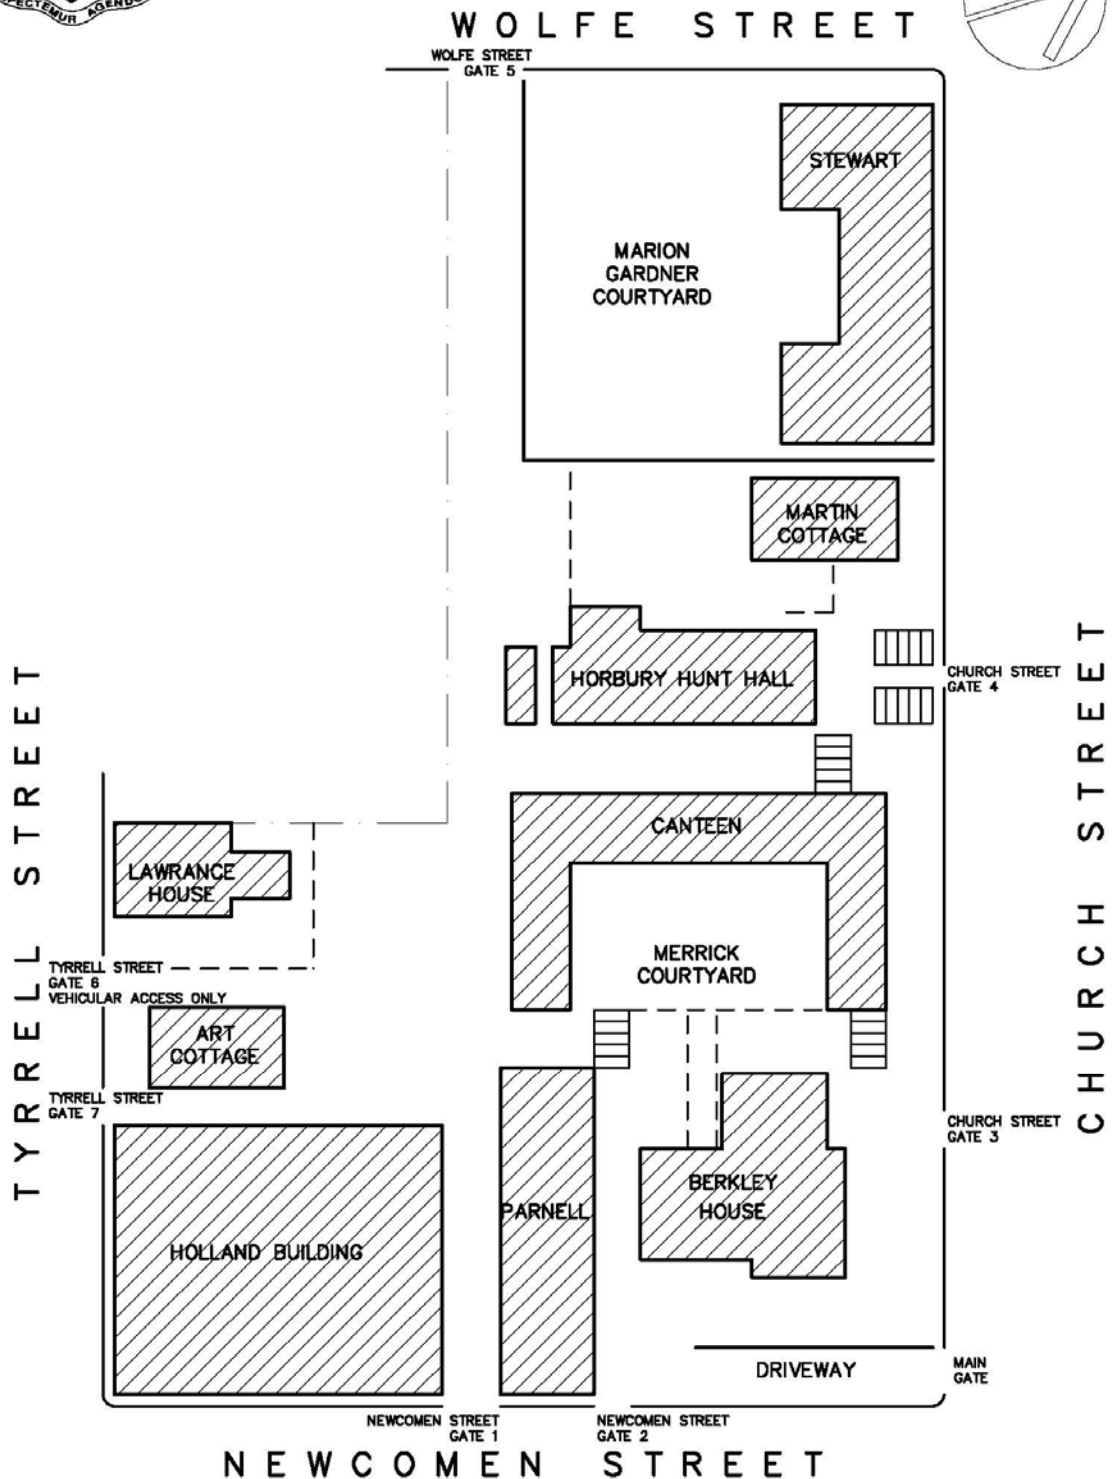 SPECTEMUR AGENDO
WOLFE STREET
WOLFE STREET
GATE 5
STEWART
MARION
GARDNER
COURTYARD
MARTIN
COTTAGE
HORBURY HUNT HALL
CHURCH STREET
GATE 4
CHURCH STREET
TYRRELL STREET
CANTEEN
LAWRANCE
HOUSE
MERRICK
COURTYARD
TYRRELL STREET
GATE 6
VEHICULAR ACCESS ONLY
ART
COTTAGE
TYRRELL STREET
GATE 7
CHURCH STREET
GATE 3
BERKLEY
HOUSE
PARNELL
HOLLAND BUILDING
DRIVEWAY
MAIN
GATE
NEWCOMEN STREET
GATE 1
NEWCOMEN STREET
GATE 2
NEWCOMEN STREET